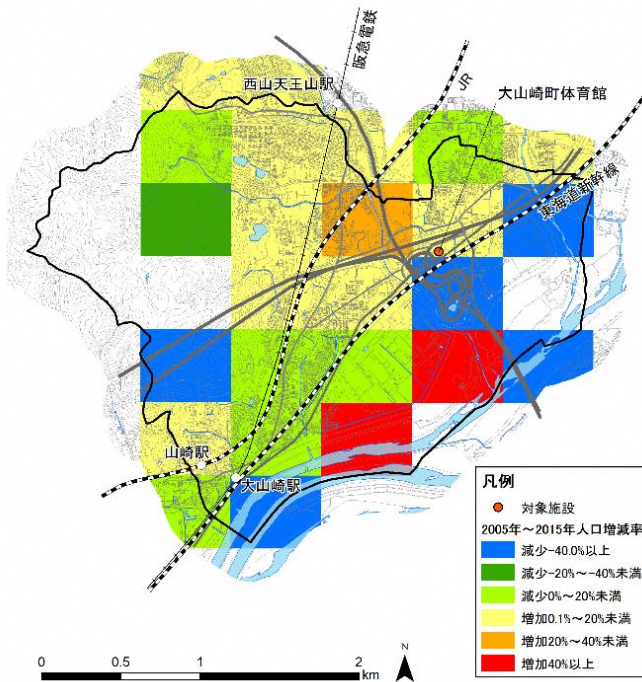 阪急電鉄
西山天王山駅
JR
大山崎町体育館
東海道新幹線
山崎駅
大山崎駅
凡例
対象施設
2005年～2015年人口増減率
減少-40.0%以上
減少-20%～-40%未満
減少0%～20%未満
増加0.1%～20%未満
増加20%～40%未満
増加40%以上
0 0.5 1 2
km
N